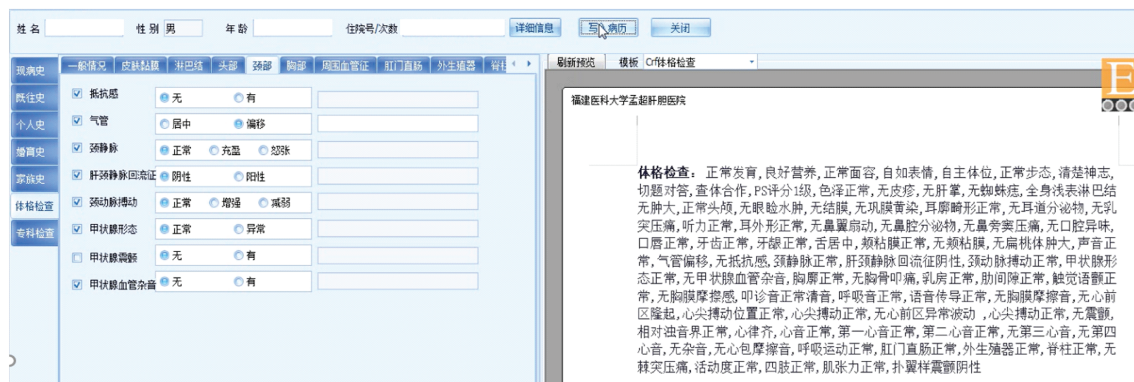 姓名 性别 男 年龄 住院号/次数 详细信息 写入病历 关闭
现病史
既往史
个人史
婚育史
家族史
体格检查
专科检查
一般情况 皮肤黏膜 淋巴结 头部 颈部 胸部 周围血管征 肛门直肠 外生殖器 脊柱
抵抗感 无 有
气管 居中 偏移
颈静脉 正常 充盈 怒张
肝颈静脉回流征 阴性 阳性
颈动脉搏动 正常 增强 减弱
甲状腺形态 正常 异常
甲状腺震颤 无 有
甲状腺血管杂音 无 有
刷新预览 模板 Crf体格检查
福建医科大学孟超肝胆医院
体格检查： 正常发育,良好营养,正常面容,自如表情,自主体位,正常步态,清楚神志,
切题对答,查体合作,PS评分1级,色泽正常,无皮疹,无肝掌,无蜘蛛痣,全身浅表淋巴结
无肿大,正常头颅,无眼睑水肿,无结膜,无巩膜黄染,耳廓畸形正常,无耳道分泌物,无乳
突压痛,听力正常,耳外形正常,无鼻翼扇动,无鼻腔分泌物,无鼻旁窦压痛,无口腔异味,
口唇正常,牙齿正常,牙龈正常,舌居中,颊粘膜正常,无颊粘膜,无扁桃体肿大,声音正
常,气管偏移,无抵抗感,颈静脉正常,肝颈静脉回流征阴性,颈动脉搏动正常,甲状腺形
态正常,无甲状腺血管杂音,胸廓正常,无胸骨叩痛,乳房正常,肋间隙正常,触觉语颤正
常,无胸膜摩擦感,叩诊音正常清音,呼吸音正常,语音传导正常,无胸膜摩擦音,无心前
区隆起,心尖搏动位置正常,心尖搏动正常,无心前区异常波动 ,心尖搏动正常,无震颤,
相对浊音界正常,心律齐,心音正常,第一心音正常,第二心音正常,无第三心音,无第四
心音,无杂音,无心包摩擦音,呼吸运动正常,肛门直肠正常,外生殖器正常,脊柱正常,无
棘突压痛,活动度正常,四肢正常,肌张力正常,扑翼样震颤阴性
E